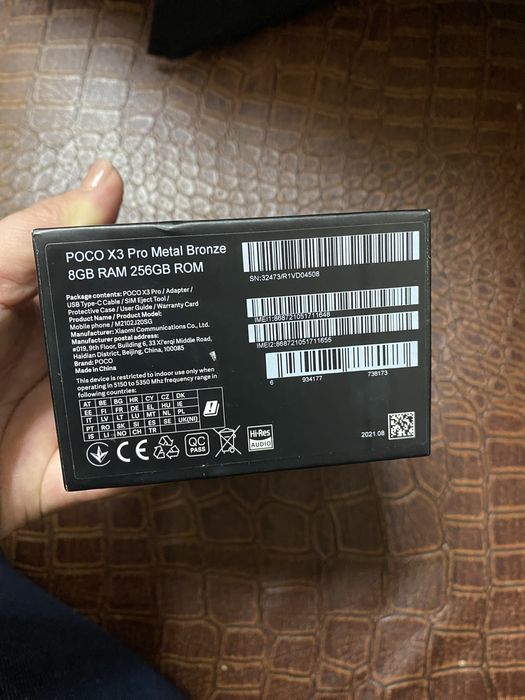 POCO X3 Pro Metal Bronze
8GB RAM 256GB ROM
Package contents: POCO X3 Pro / Adapter /
USB Type-C Cable / SIM Eject Tool /
Protective Case / User Guide / Warranty Card
Product Name / Product Model:
Mobile phone / M2102J20SG
Manufacturer: Xiaomi Communications Co., Ltd.
Manufacturer postal address:
#019, 9th Floor, Building 6, 33 Xi'erqi Middle Road,
Haidian District, Beijing, China, 100085
Brand: POCO
Made in China
This device is restricted to indoor use only when
operating in 5150 to 5350 Mhz frequency range in
following countries:
AT BE BG HR CY CZ DK
EE FI FR DE EL HU IE
IT LV LT LU MT NL PL
PT RO SK SI ES SE UK(NI)
IS LI NO CH TR
CE
QC
PASS
Hi-Res
AUDIO
SN:32473/R1VD04508
IMEI1:868721051711648
IMEI2:868721051711655
6 934177 738173
2021.08